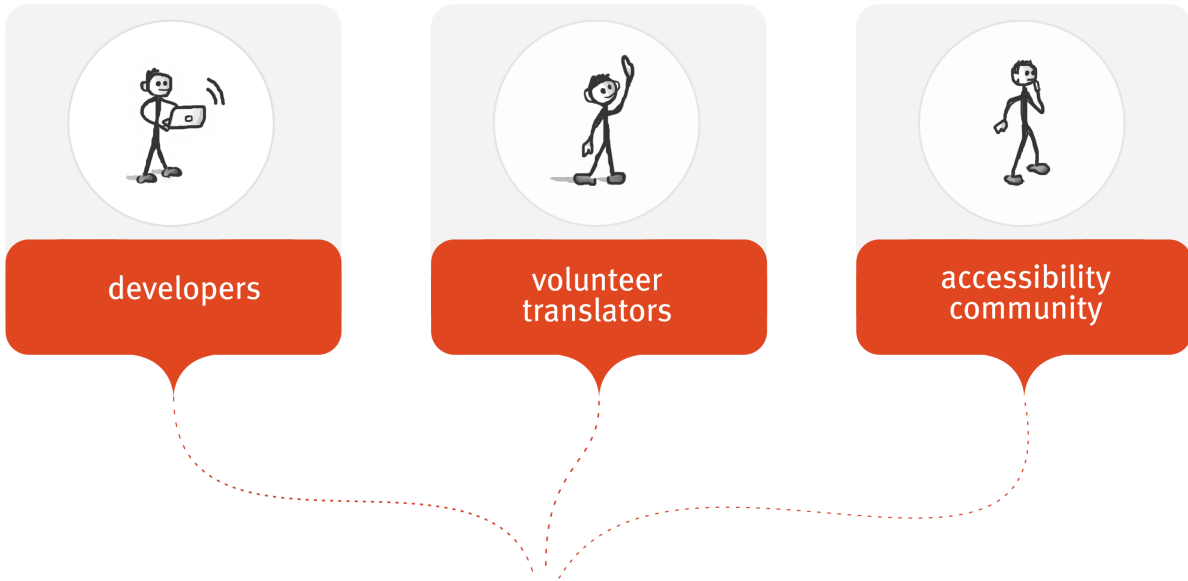 developers
volunteer
translators
accessibility
community